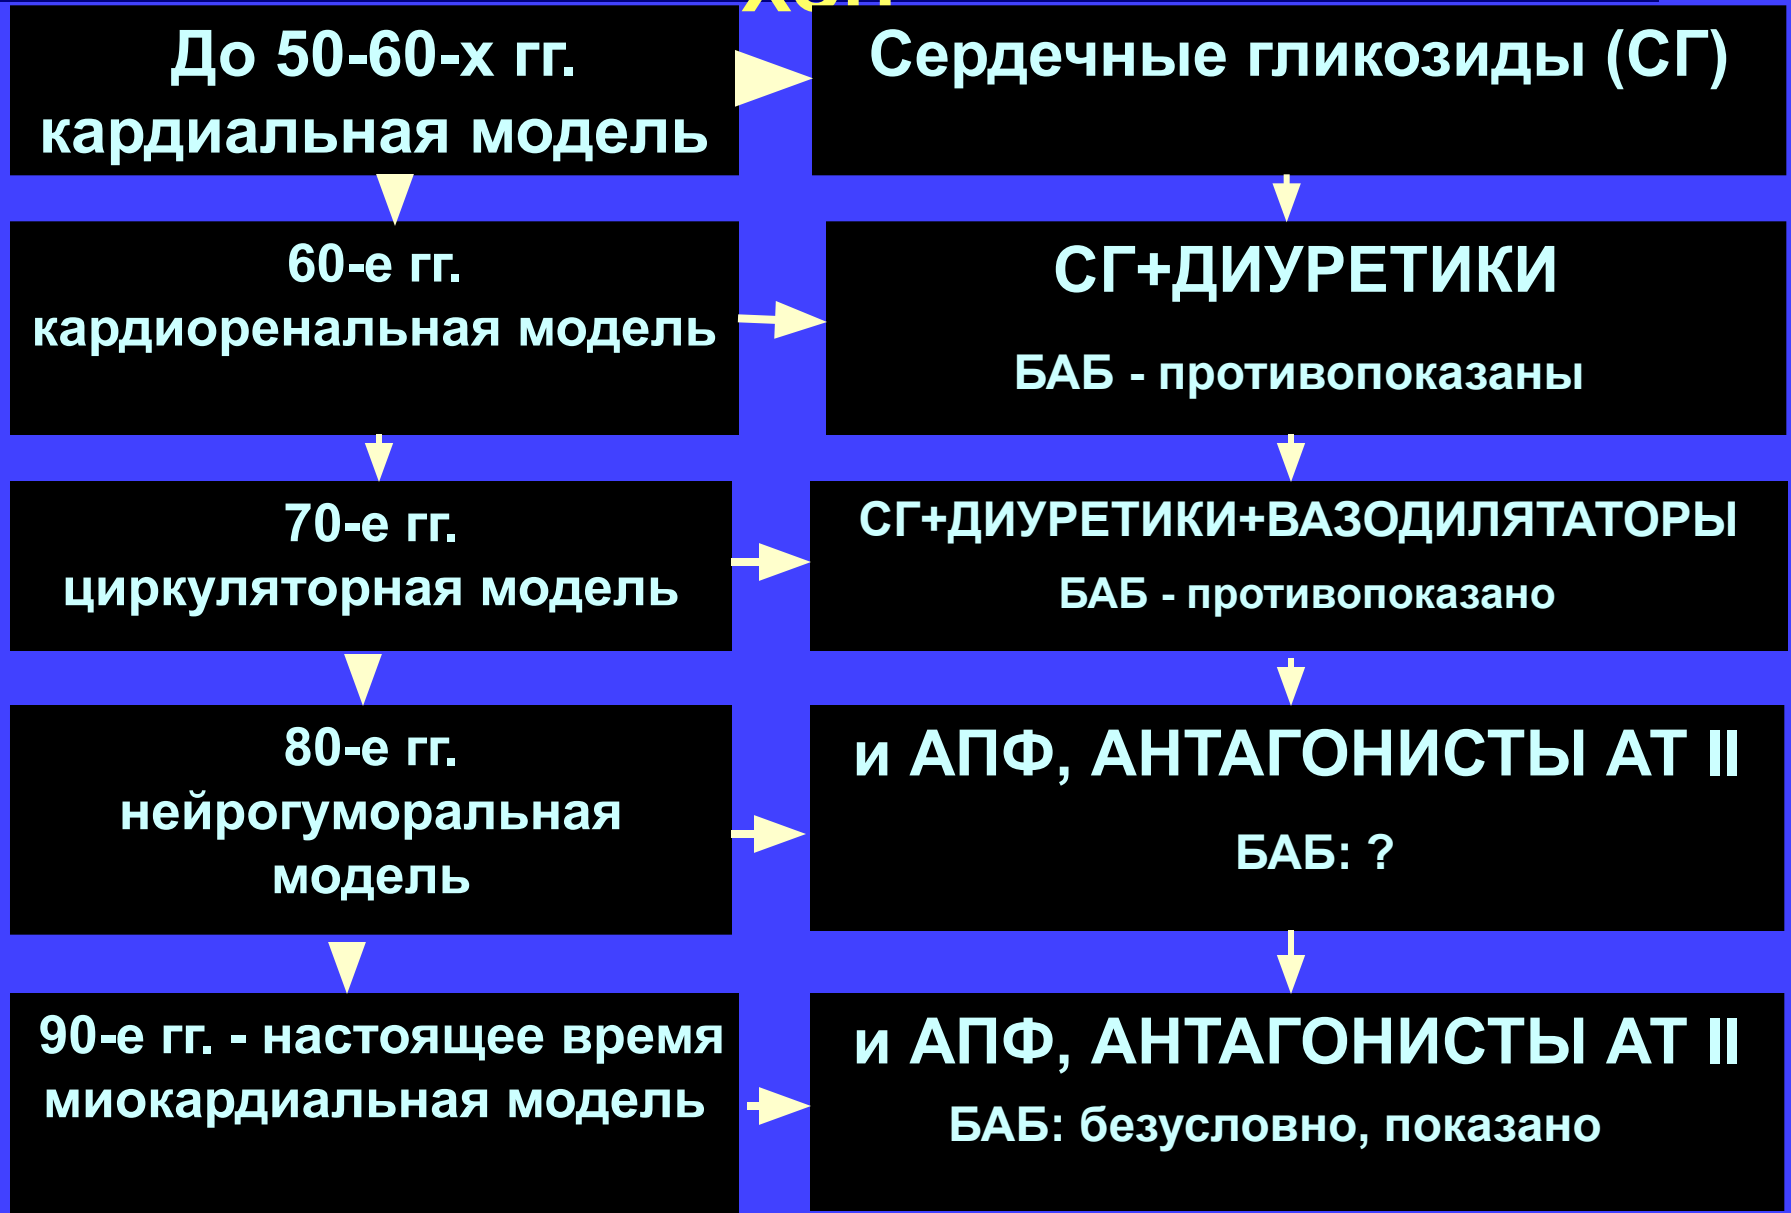 До 50-60-х гг.
кардиальная модель
Сердечные гликозиды (СГ)
60-е гг.
кардиоренальная модель
СГ+ДИУРЕТИКИ
БАБ - противопоказаны
70-е гг.
циркуляторная модель
СГ+ДИУРЕТИКИ+ВАЗОДИЛЯТАТОРЫ
БАБ - противопоказано
80-е гг.
нейрогуморальная
модель
и АПФ, АНТАГОНИСТЫ АТ II
БАБ: ?
90-е гг. - настоящее время
миокардиальная модель
и АПФ, АНТАГОНИСТЫ АТ II
БАБ: безусловно, показано